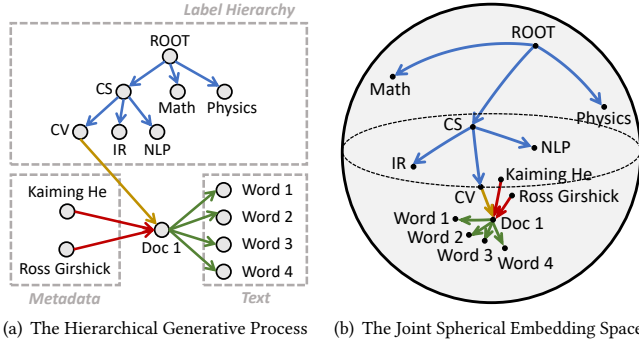 Label Hierarchy
ROOT
CS
Math
Physics
CV
IR
NLP
Kaiming He
Ross Girshick
Doc 1
Word 1
Word 2
Word 3
Word 4
Metadata
Text
(a) The Hierarchical Generative Process
ROOT
Math
Physics
CS
NLP
IR
Kaiming He
CV
Ross Girshick
Word 1
Doc 1
Word 2
Word 3
Word 4
(b) The Joint Spherical Embedding Space